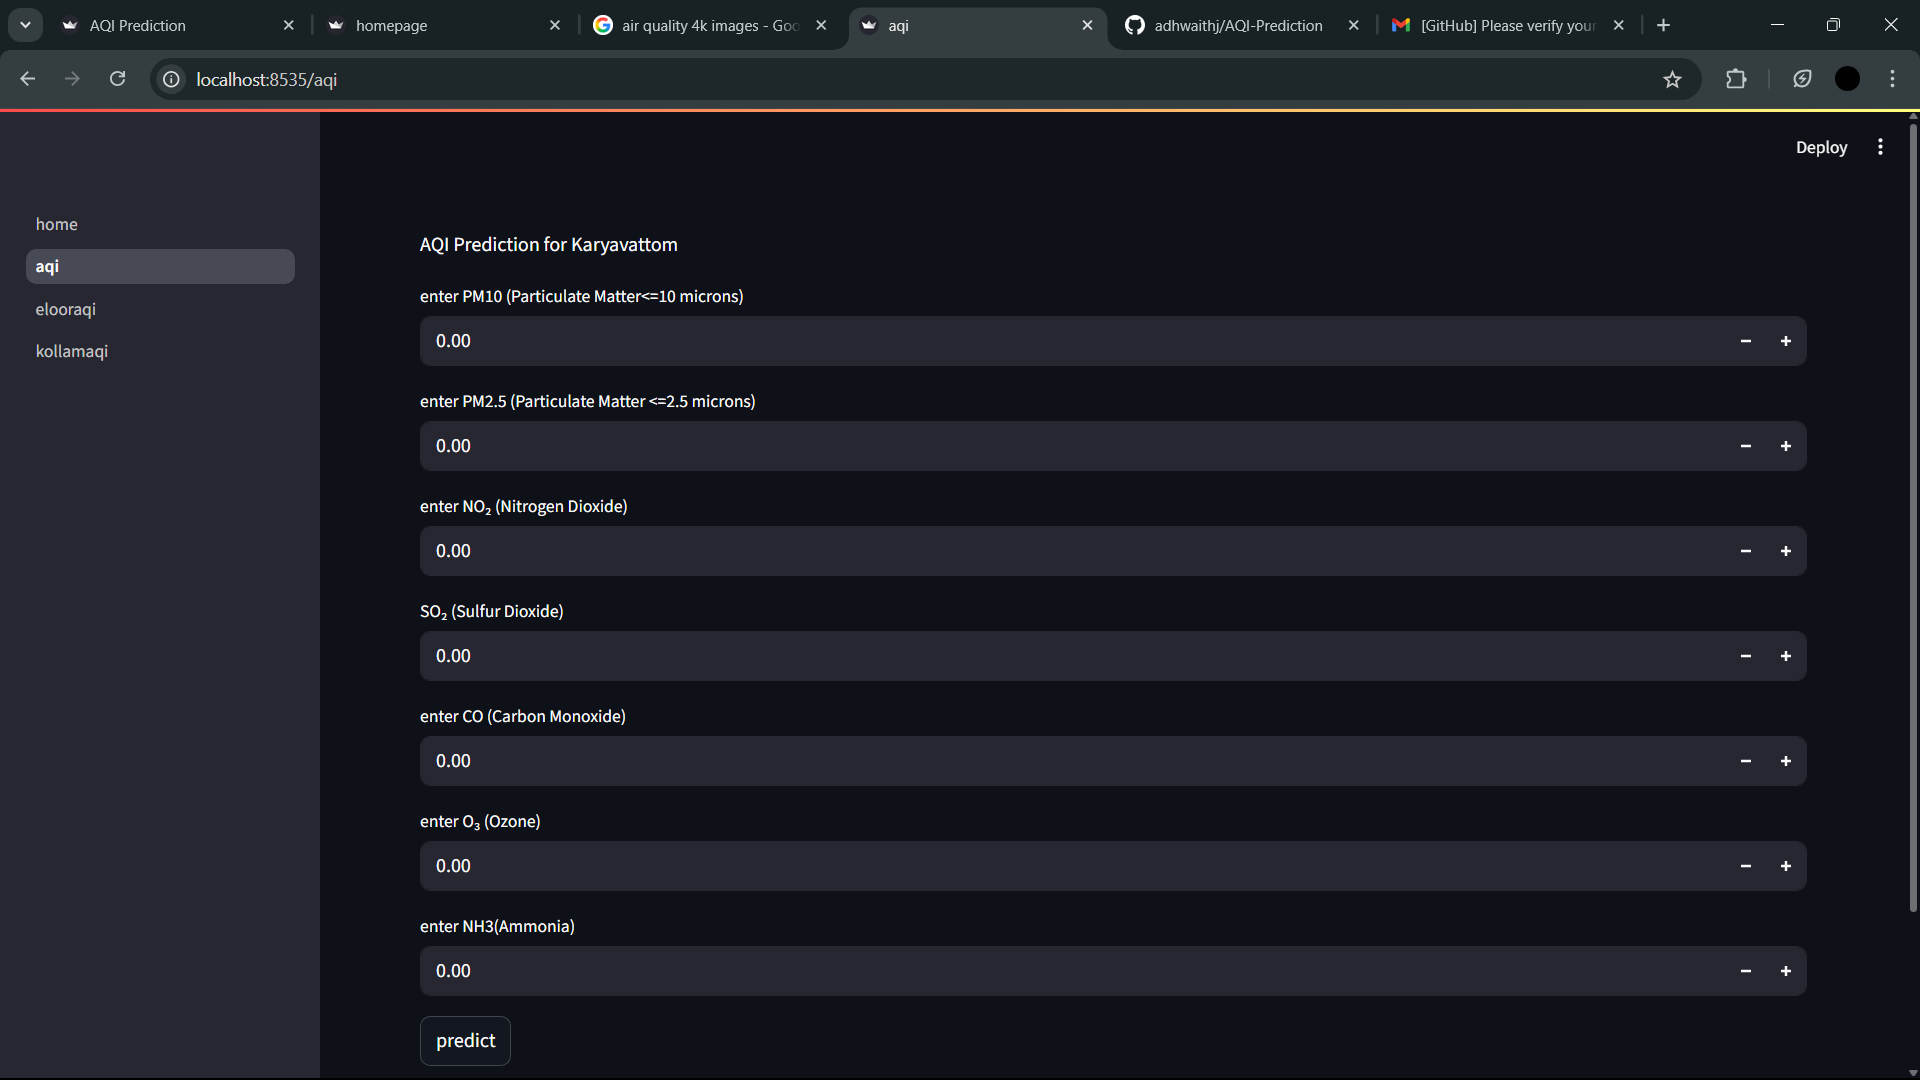 AQI Prediction
homepage
air quality 4k images - Goo
aqi
adhwaithj/AQI-Prediction
[GitHub] Please verify your
localhost:8535/aqi
Deploy
home
aqi
elooraqi
kollamaqi
AQI Prediction for Karyavattom
enter PM10 (Particulate Matter<=10 microns)
0.00
enter PM2.5 (Particulate Matter <=2.5 microns)
0.00
enter NO₂ (Nitrogen Dioxide)
0.00
SO₂ (Sulfur Dioxide)
0.00
enter CO (Carbon Monoxide)
0.00
enter O₃ (Ozone)
0.00
enter NH3(Ammonia)
0.00
predict